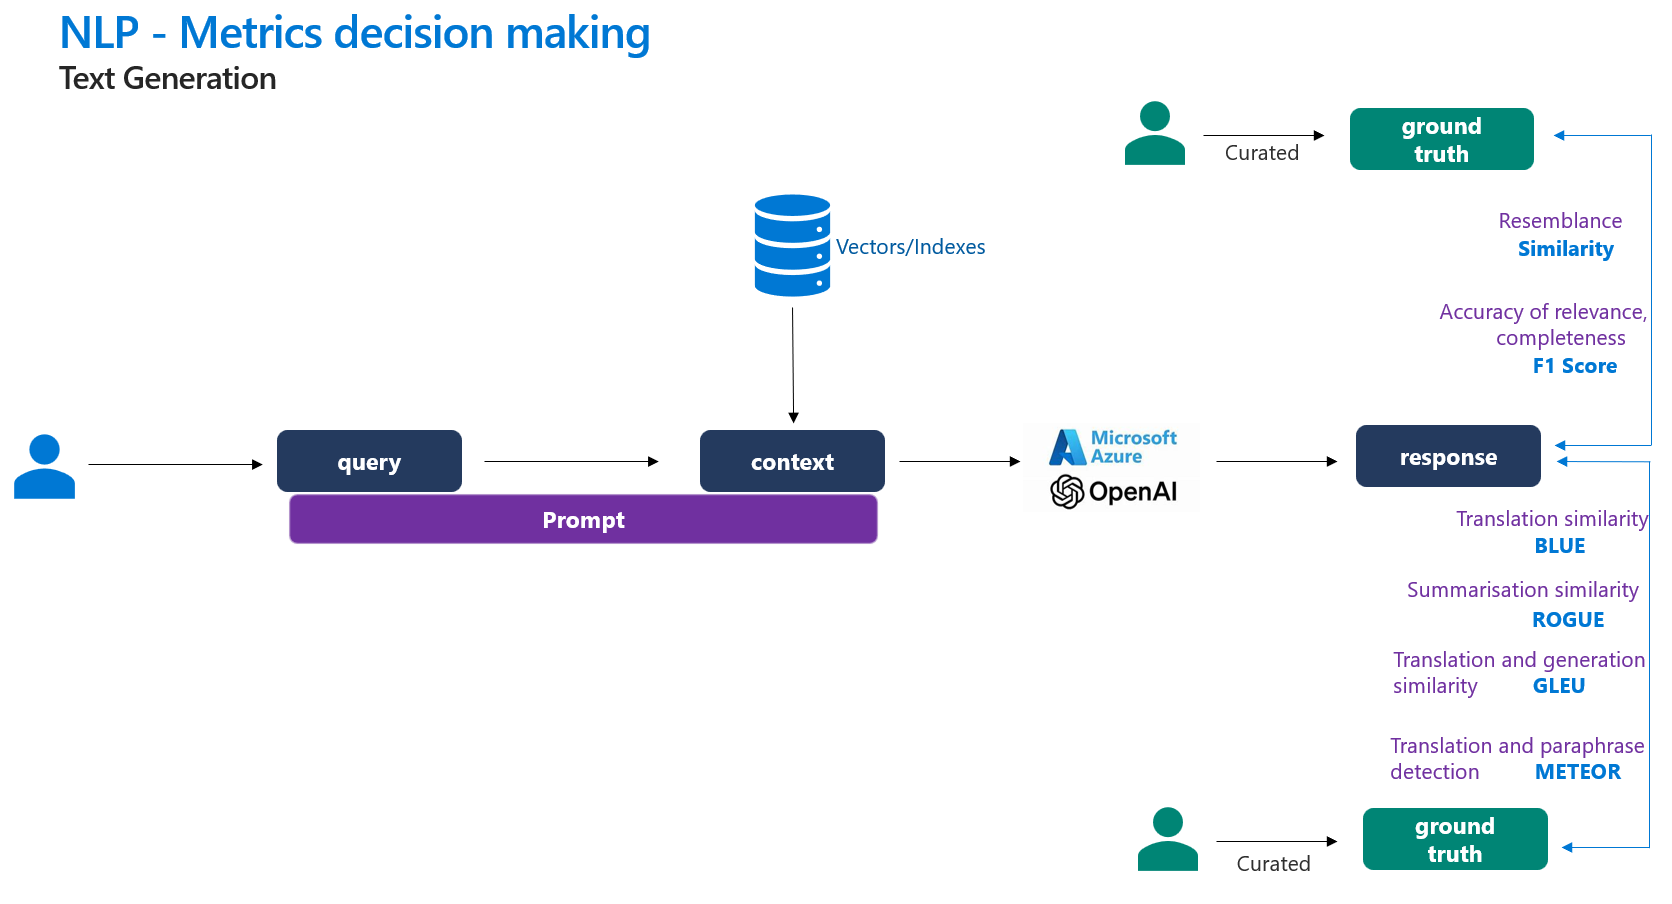 NLP - Metrics decision making
Text Generation
Curated
ground
truth
Resemblance
Similarity
Vectors/Indexes
Accuracy of relevance,
completeness
F1 Score
query
context
Prompt
Microsoft
Azure
OpenAI
response
Translation similarity
BLUE
Summarisation similarity
ROGUE
Translation and generation
similarity GLEU
Translation and paraphrase
detection METEOR
Curated
ground
truth